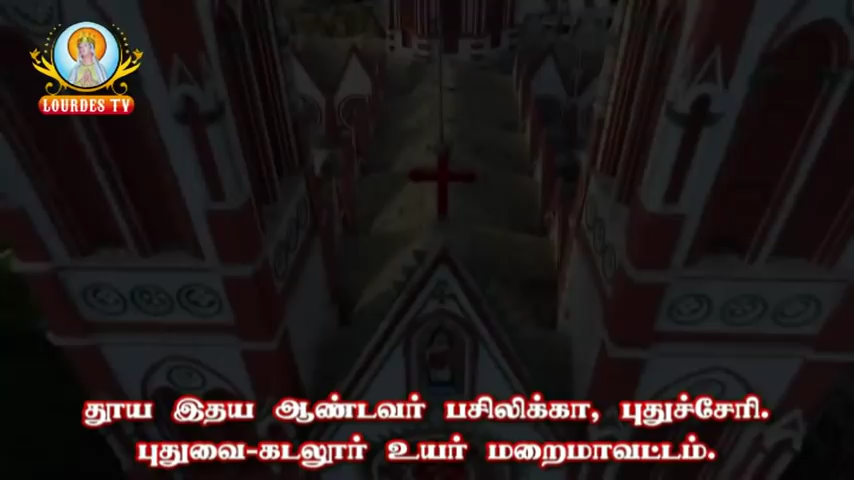 LOURDES TV
தூய இதய ஆண்டவர் பசிலிக்கா, புதுச்சேரி.
புதுவை-கடலூர் உயர் மறைமாவட்டம்.